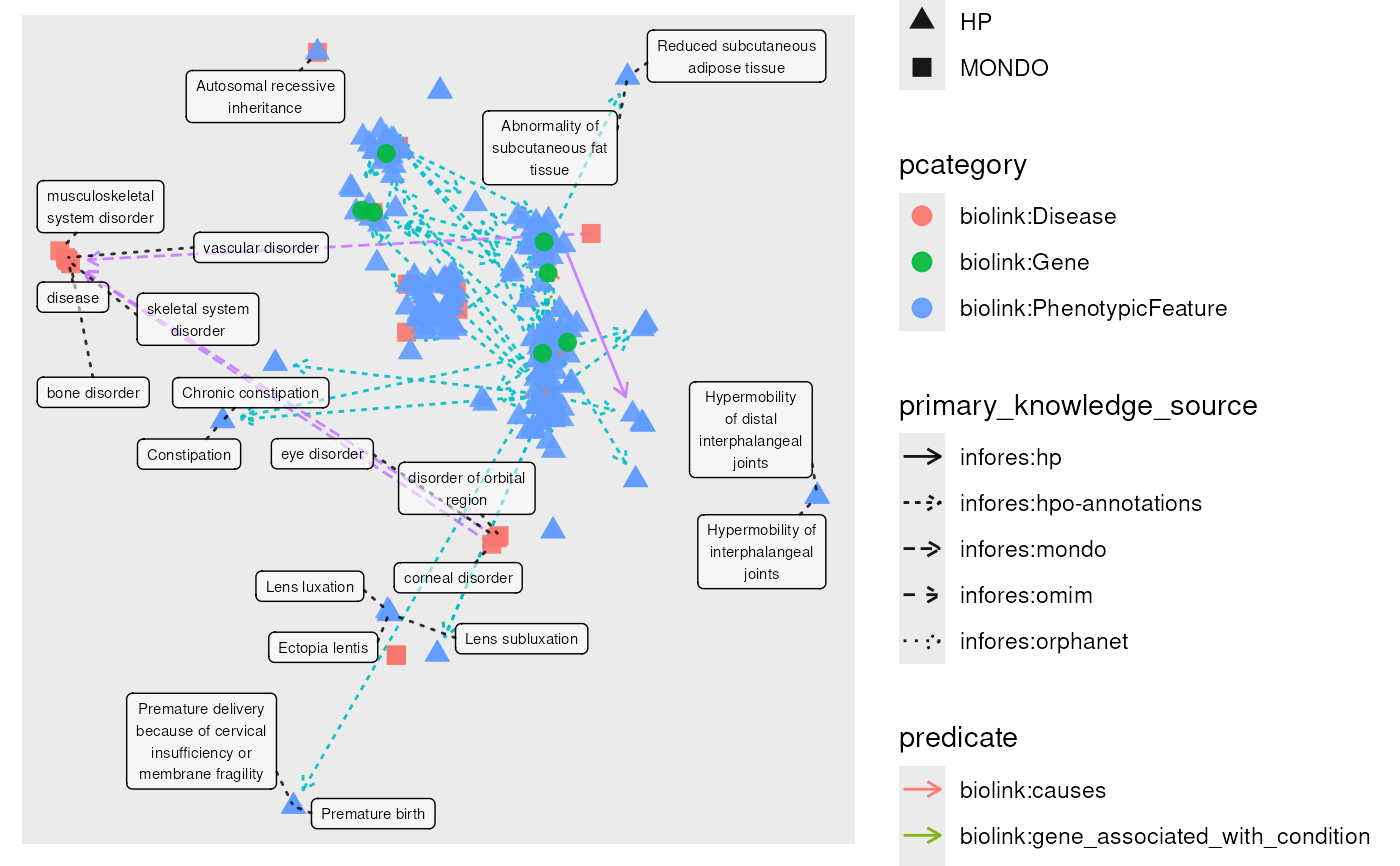 Reduced subcutaneous
adipose tissue
Autosomal recessive
inheritance
Abnormality of
subcutaneous fat
tissue
musculoskeletal
system disorder
vascular disorder
disease
skeletal system
disorder
bone disorder
Chronic constipation
Constipation
eye disorder
disorder of orbital
region
Hypermobility
of distal
interphalangeal
joints
Hypermobility of
interphalangeal
joints
corneal disorder
Lens luxation
Ectopia lentis
Lens subluxation
Premature delivery
because of cervical
insufficiency or
membrane fragility
Premature birth
HP
MONDO
pcategory
biolink:Disease
biolink:Gene
biolink:PhenotypicFeature
primary_knowledge_source
infores:hp
infores:hpo-annotations
infores:mondo
infores:omim
infores:orphanet
predicate
biolink:causes
biolink:gene_associated_with_condition